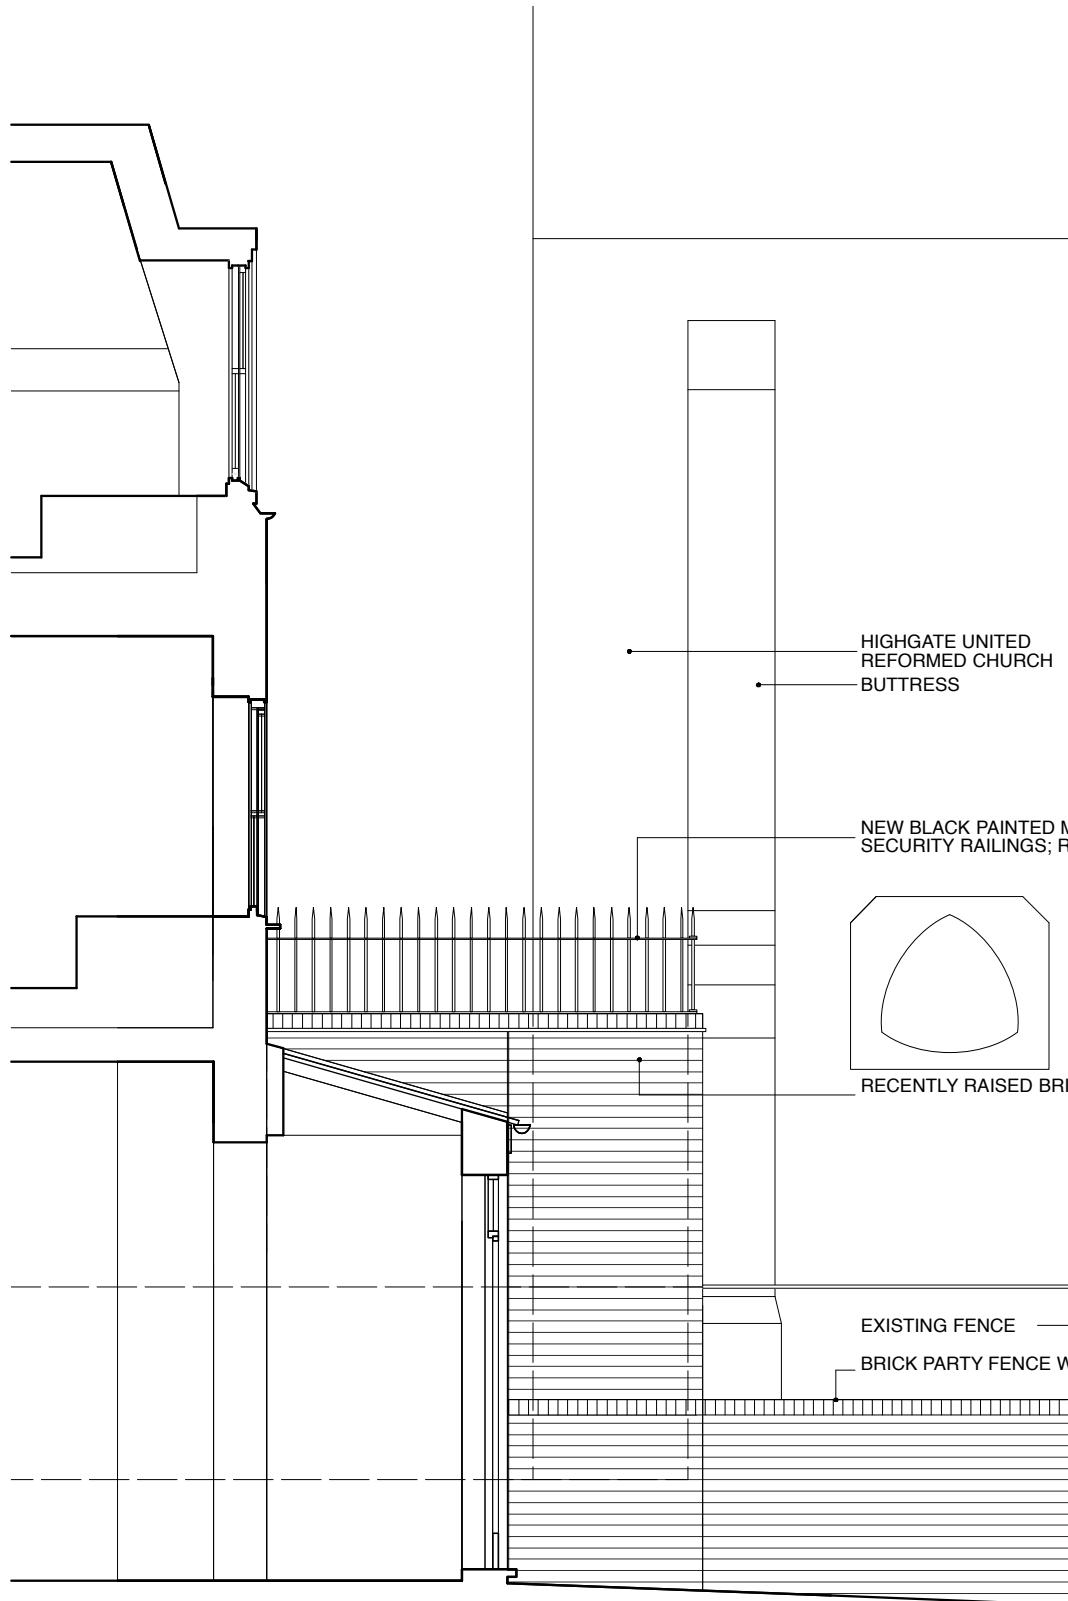 HIGHGATE UNITED
REFORMED CHURCH
BUTTRESS
NEW BLACK PAINTED
SECURITY RAILINGS;
RECENTLY RAISED
EXISTING FENCE
BRICK PARTY FENCE